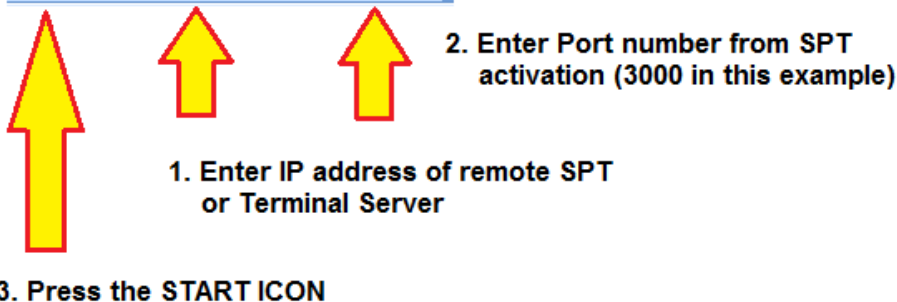 2. Enter Port number from SPT
activation (3000 in this example)
1. Enter IP address of remote SPT
or Terminal Server
3. Press the START ICON